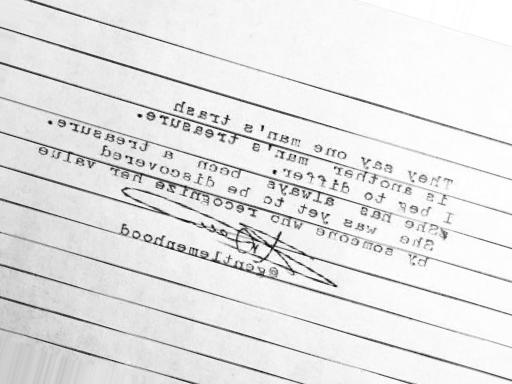 They say one man's trash
is another man's treasure.
I beg to differ.
She has always been a treasure.
She was yet to be discovered
by someone who recognize her value
@gentlemenhood